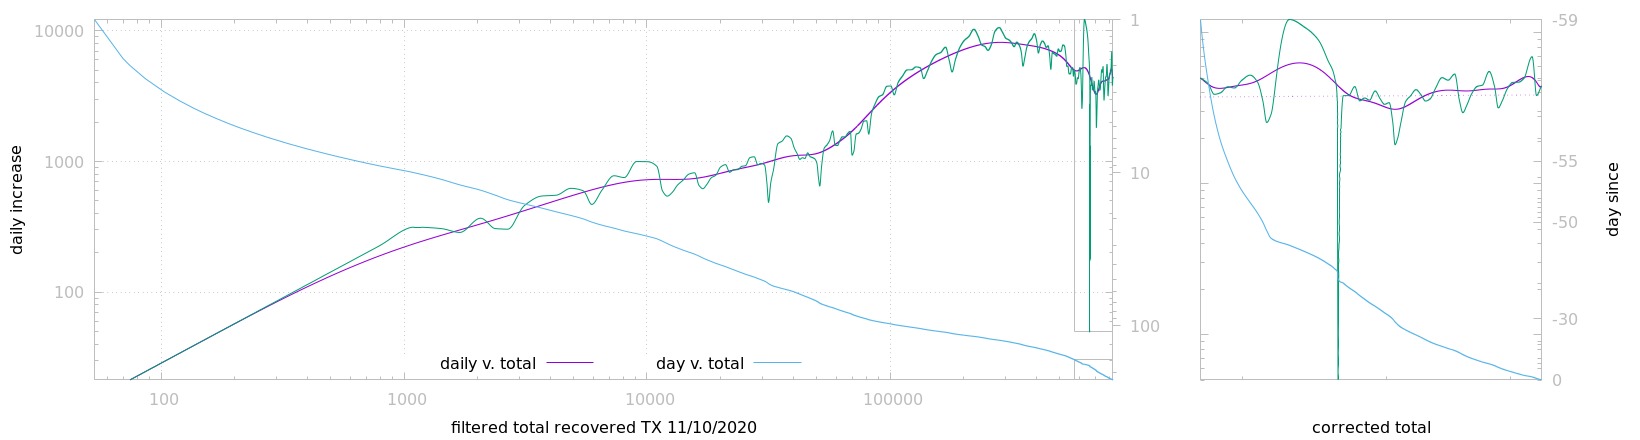 10000
1000
100
daily increase
1
10
100
-59
-55
-50
-30
0
day since
daily v. total
day v. total
100
1000
10000
100000
filtered total recovered TX 11/10/2020
corrected total